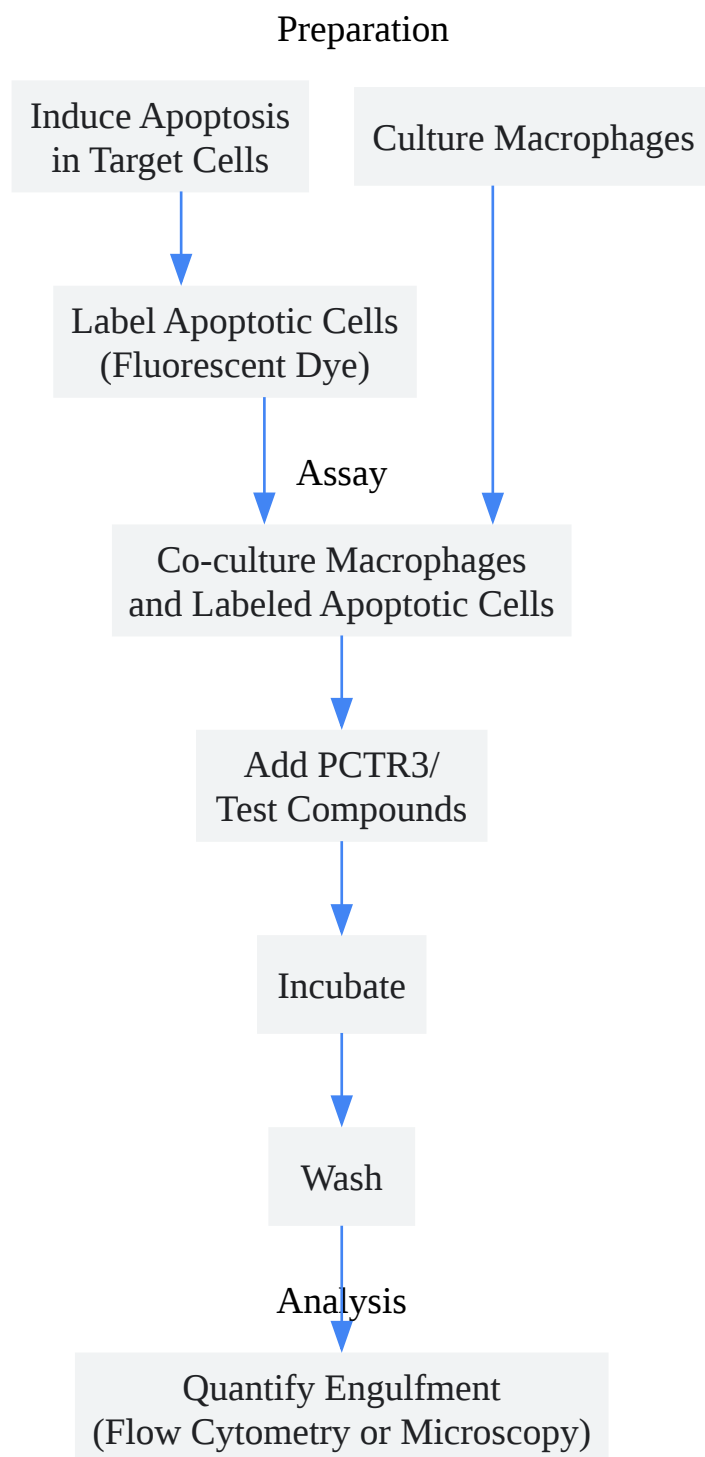 Preparation
Induce Apoptosis
in Target Cells
Culture Macrophages
Label Apoptotic Cells
(Fluorescent Dye)
Assay
Co-culture Macrophages
and Labeled Apoptotic Cells
Add PCTR3/
Test Compounds
Incubate
Wash
Analysis
Quantify Engulfment
(Flow Cytometry or Microscopy)